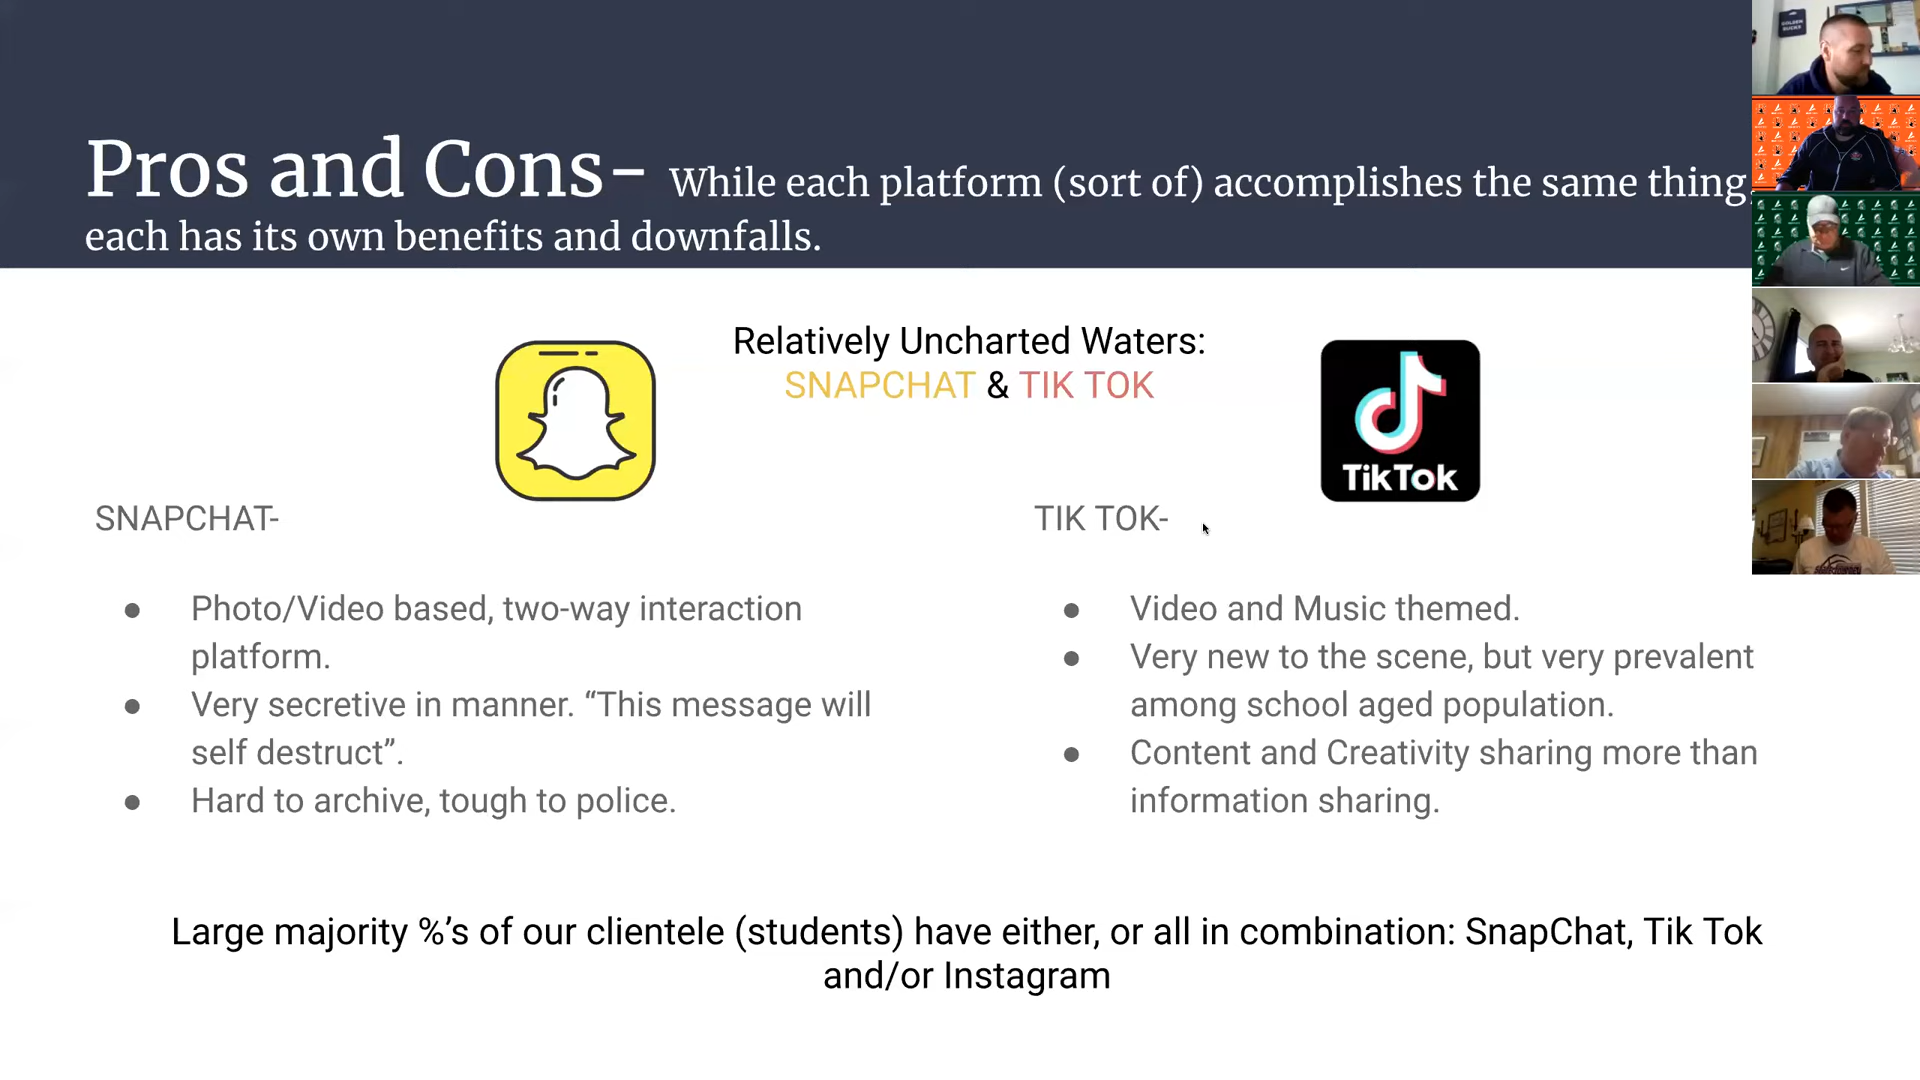 Pros and Cons- While each platform (sort of) accomplishes the same thing,
each has its own benefits and downfalls.
Relatively Uncharted Waters:
SNAPCHAT & TIK TOK
TikTok
SNAPCHAT-
Photo/Video based, two-way interaction
platform.
Very secretive in manner. “This message will
self destruct”.
Hard to archive, tough to police.
TIK TOK-
Video and Music themed.
Very new to the scene, but very prevalent
among school aged population.
Content and Creativity sharing more than
information sharing.
Large majority %’s of our clientele (students) have either, or all in combination: SnapChat, Tik Tok
and/or Instagram
GOLDEN
BUCKS